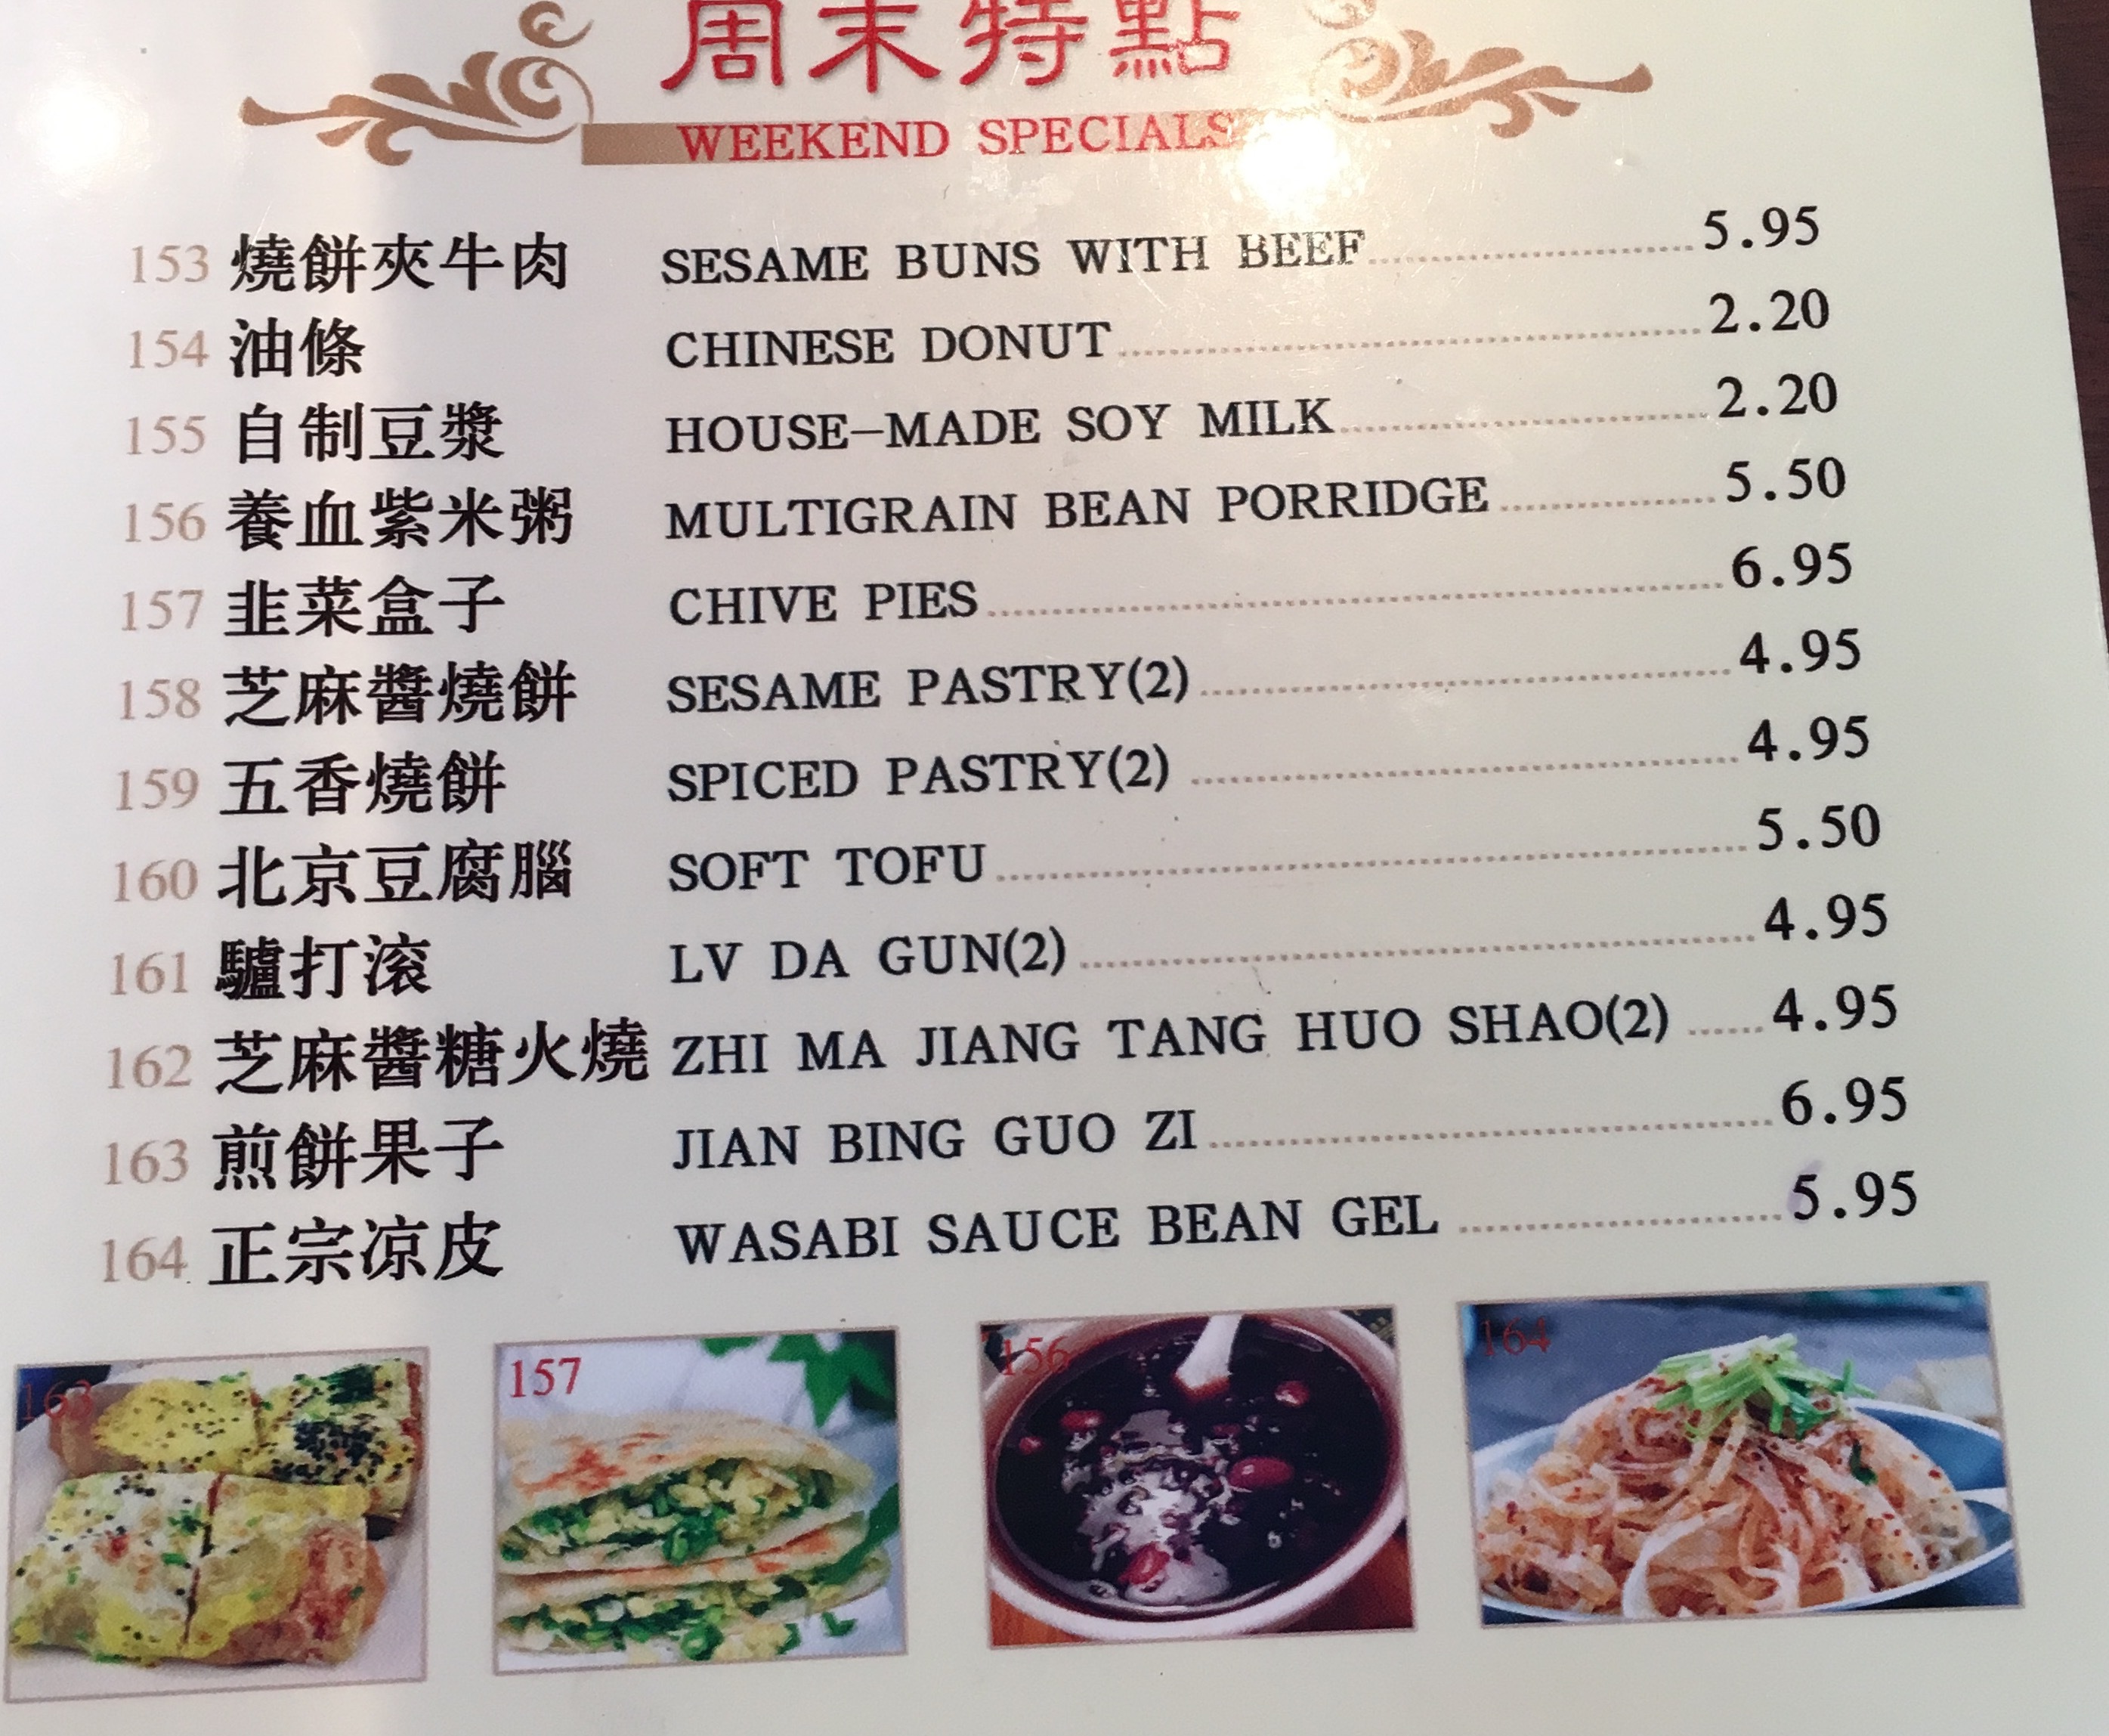 周末特點
WEEKEND SPECIALS
153 燒餅夾牛肉 SESAME BUNS WITH BEEF 5.95
154 油條 CHINESE DONUT 2.20
155 自制豆漿 HOUSE-MADE SOY MILK 2.20
156 養血紫米粥 MULTIGRAIN BEAN PORRIDGE 5.50
157 韭菜盒子 CHIVE PIES 6.95
158 芝麻醬燒餅 SESAME PASTRY(2) 4.95
159 五香燒餅 SPICED PASTRY(2) 4.95
160 北京豆腐腦 SOFT TOFU 5.50
161 驢打滾 LV DA GUN(2) 4.95
162 芝麻醬糖火燒 ZHI MA JIANG TANG HUO SHAO(2) 4.95
163 煎餅果子 JIAN BING GUO ZI 6.95
164 正宗凉皮 WASABI SAUCE BEAN GEL 5.95
163
157
156
164